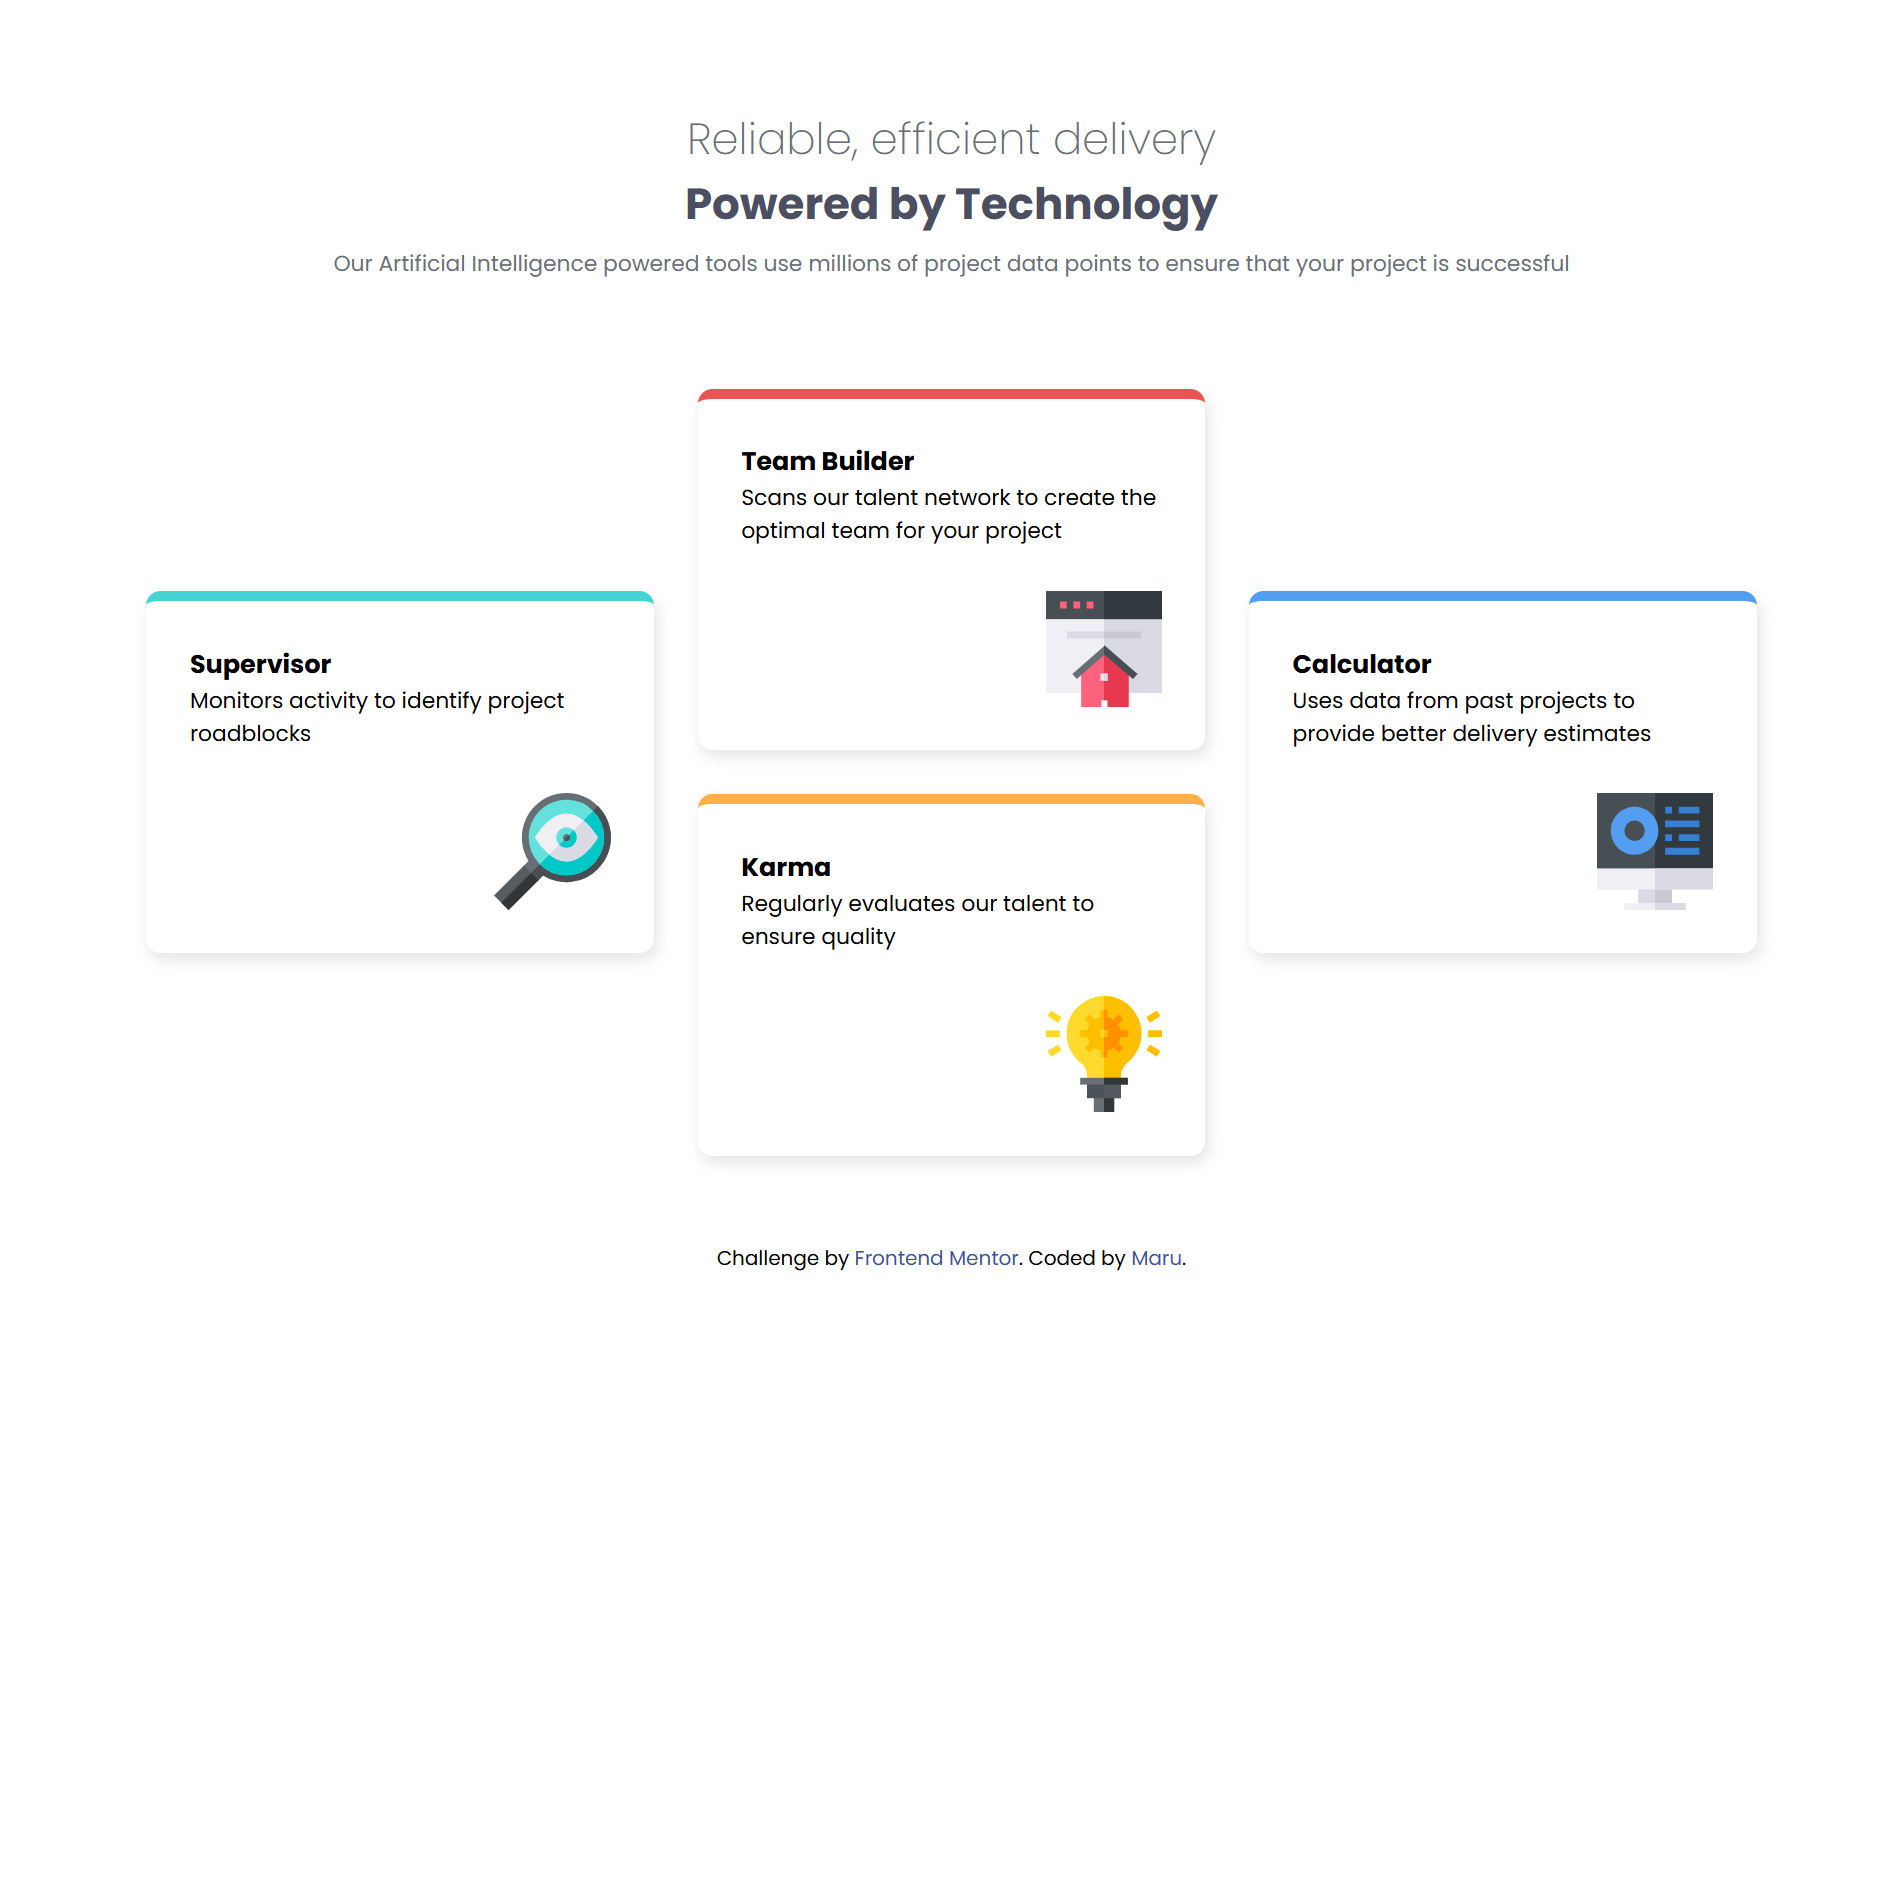 Reliable, efficient delivery
Powered by Technology
Our Artificial Intelligence powered tools use millions of project data points to ensure that your project is successful
Supervisor
Monitors activity to identify project
roadblocks
Team Builder
Scans our talent network to create the
optimal team for your project
Karma
Regularly evaluates our talent to
ensure quality
Calculator
Uses data from past projects to
provide better delivery estimates
Challenge by Frontend Mentor. Coded by Maru.